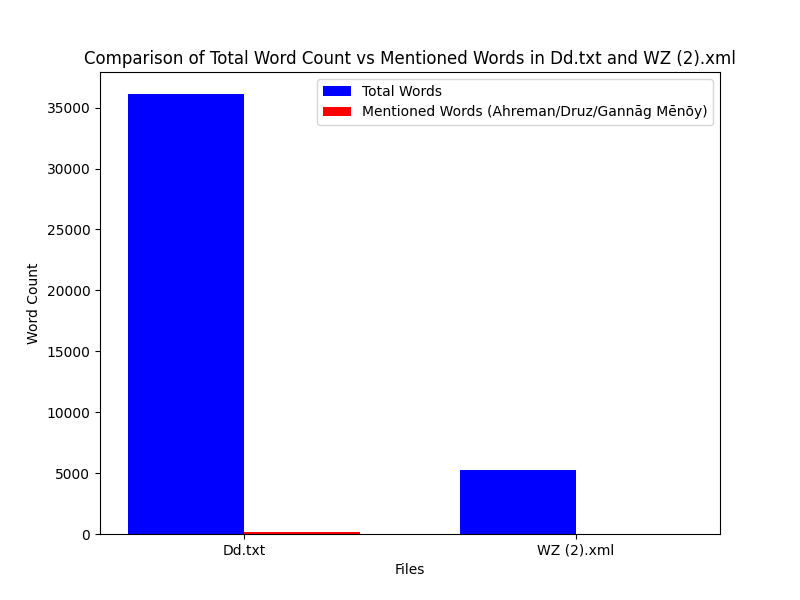 Comparison of Total Word Count vs Mentioned Words in Dd.txt and WZ (2).xml
Total Words
Mentioned Words (Ahreman/Druz/Gannāg Mēnōy)
35000
30000
25000
20000
15000
10000
5000
0
Word Count
Dd.txt
WZ (2).xml
Files